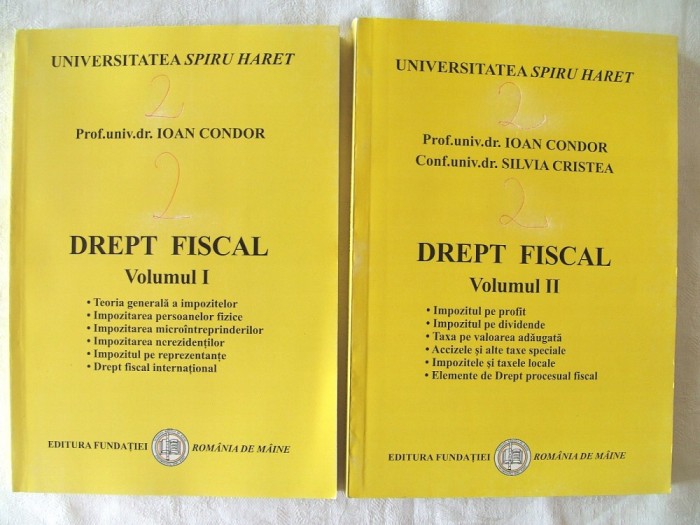 UNIVERSITATEA SPIRU HARET
2
Prof.univ.dr. IOAN CONDOR
2
DREPT FISCAL
Volumul I
• Teoria generală a impozitelor
• Impozitarea persoanelor fizice
• Impozitarea microîntreprinderilor
• Impozitarea nerezidenților
• Impozitul pe reprezentanțe
• Drept fiscal internațional
EDITURA FUNDAȚIEI ROMÂNIA DE MÂINE
UNIVERSITATEA SPIRU HARET
2
Prof.univ.dr. IOAN CONDOR
Conf.univ.dr. SILVIA CRISTEA
2
DREPT FISCAL
Volumul II
• Impozitul pe profit
• Impozitul pe dividende
• Taxa pe valoarea adăugată
• Accizele și alte taxe speciale
• Impozitele și taxele locale
• Elemente de Drept procesual fiscal
EDITURA FUNDAȚIEI ROMÂNIA DE MÂINE